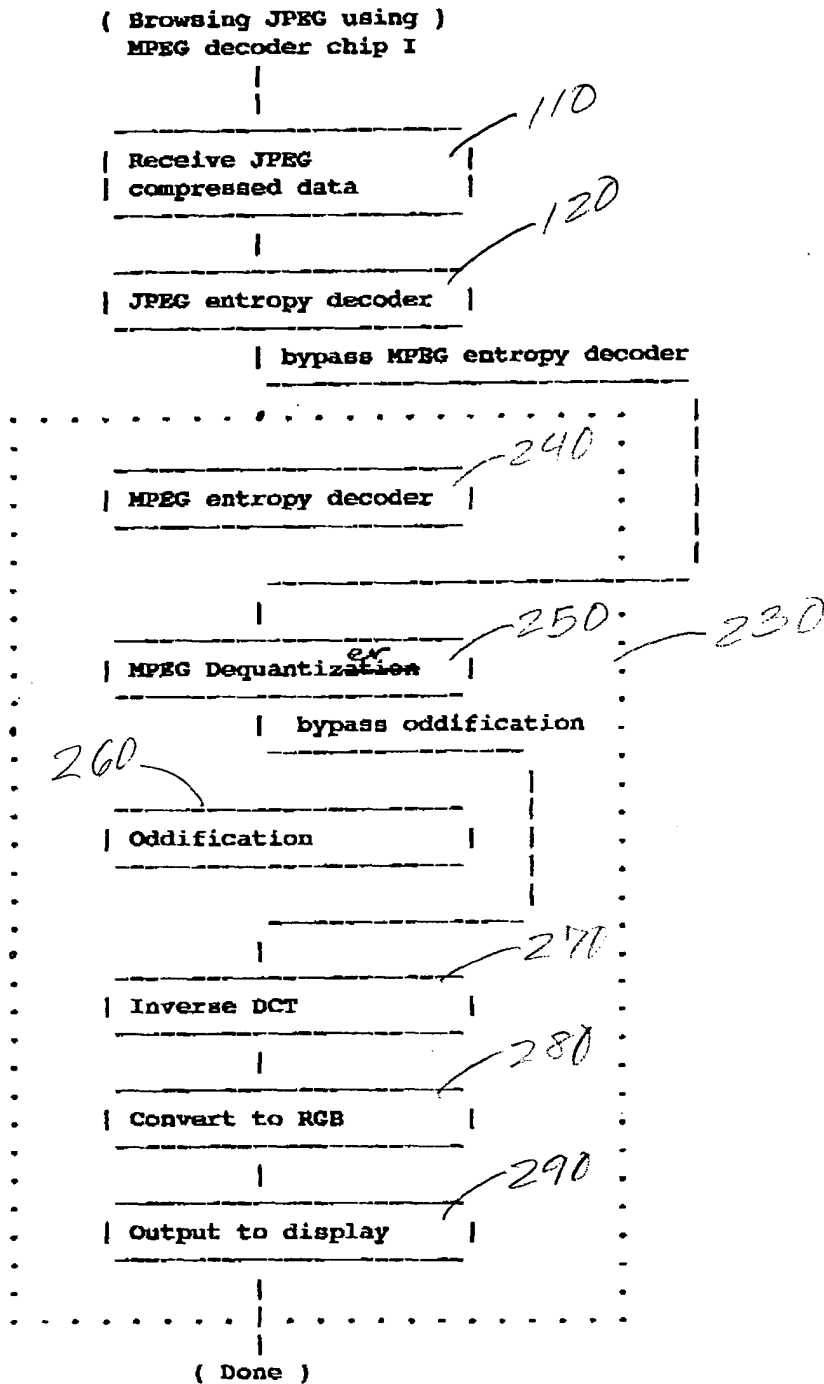 ( Browsing JPEG using )
MPEG decoder chip I
110
| Receive JPEG |
| compressed data |
120
| JPEG entropy decoder |
| bypass MPEG entropy decoder
240
| MPEG entropy decoder |
250
230
er
| MPEG Dequantization |
| bypass oddification
260
| Oddification |
270
| Inverse DCT |
280
| Convert to RGB |
290
| Output to display |
( Done )